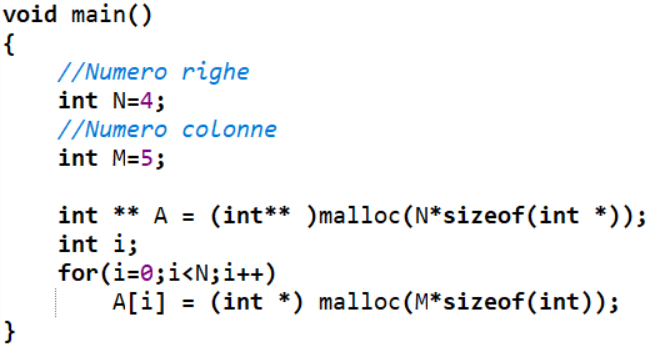 void main()
{
    //Numero righe
    int N=4;
    //Numero colonne
    int M=5;

    int ** A = (int** )malloc(N*sizeof(int *));
    int i;
    for(i=0;i<N;i++)
        A[i] = (int *) malloc(M*sizeof(int));
}